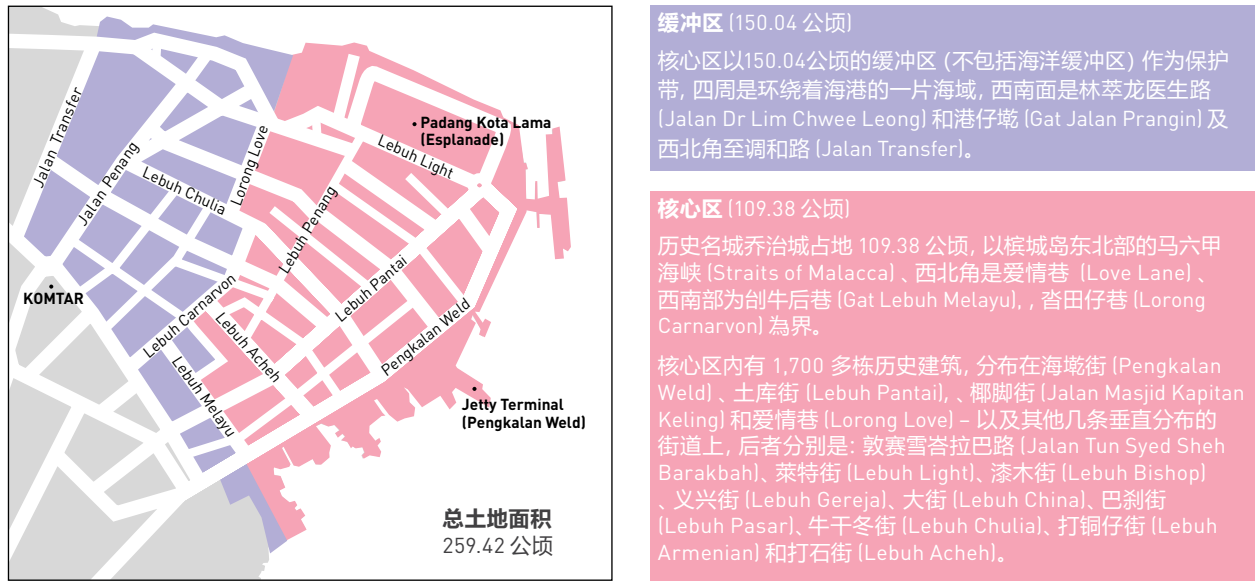 Jalan Transfer
Jalan Penang
Lebuh Chulia
Lorong Love
• Padang Kota Lama
(Esplanade)
Lebuh Light
Lebuh Penang
Lebuh Pantai
KOMTAR
Lebuh Carnarvon
Lebuh Acheh
Pengkalan Weld
Lebuh Melayu
Jetty Terminal
(Pengkalan Weld)
总土地面积
259.42 公顷
缓冲区 (150.04 公顷)
核心区以150.04公顷的缓冲区 (不包括海洋缓冲区) 作为保护
带, 四周是环绕着海港的一片海域, 西南面是林萃龙医生路
(Jalan Dr Lim Chwee Leong) 和港仔墘 (Gat Jalan Prangin) 及
西北角至调和路 (Jalan Transfer)。
核心区 (109.38 公顷)
历史名城乔治城占地 109.38 公顷, 以槟城岛东北部的马六甲
海峡 (Straits of Malacca) 、西北角是爱情巷 (Love Lane) 、
西南部为刣牛后巷 (Gat Lebuh Melayu), , 沓田仔巷 (Lorong
Carnarvon) 為界。
核心区内有 1,700 多栋历史建筑, 分布在海墘街 (Pengkalan
Weld) 、土库街 (Lebuh Pantai), 、椰脚街 (Jalan Masjid Kapitan
Keling) 和爱情巷 (Lorong Love) – 以及其他几条垂直分布的
街道上, 后者分别是: 敦赛雪峇拉巴路 (Jalan Tun Syed Sheh
Barakbah)、莱特街 (Lebuh Light)、漆木街 (Lebuh Bishop)
、义兴街 (Lebuh Gereja)、大街 (Lebuh China)、巴刹街
(Lebuh Pasar)、牛干冬街 (Lebuh Chulia)、打铜仔街 (Lebuh
Armenian) 和打石街 (Lebuh Acheh)。